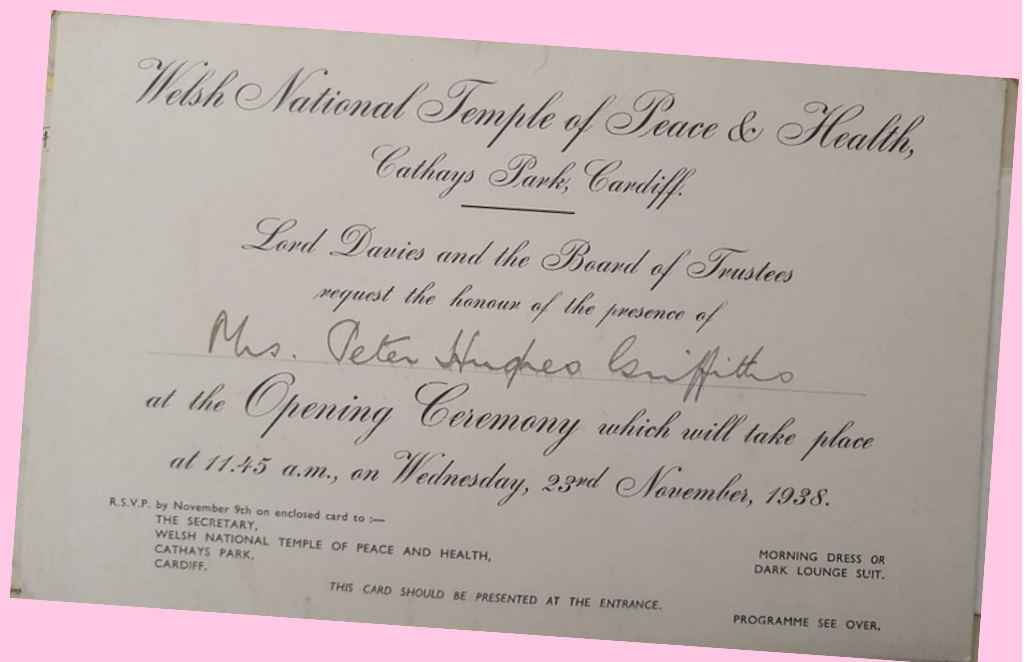 Welsh National Temple of Peace & Health,
Cathays Park, Cardiff.
Lord Davies and the Board of Trustees
request the honour of the presence of
Mrs. Peter Hughes Griffiths
at the Opening Ceremony which will take place
at 11.45 a.m., on Wednesday, 23rd November, 1938.
R.S.V.P. by November 9th on enclosed card to :—
THE SECRETARY,
WELSH NATIONAL TEMPLE OF PEACE AND HEALTH,
CATHAYS PARK,
CARDIFF.
MORNING DRESS OR
DARK LOUNGE SUIT.
THIS CARD SHOULD BE PRESENTED AT THE ENTRANCE.
PROGRAMME SEE OVER.